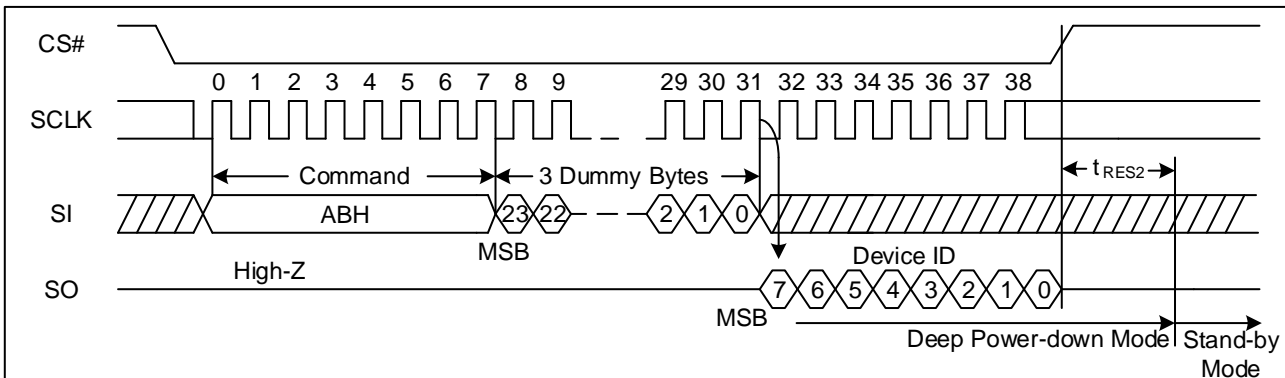 CS#
0 1 2 3 4 5 6 7 8 9 29 30 31 32 33 34 35 36 37 38
SCLK
Command 3 Dummy Bytes tRES2
SI ABH 23 22 2 1 0
MSB
High-Z Device ID
SO 7 6 5 4 3 2 1 0
MSB
Deep Power-down Mode Stand-by
Mode